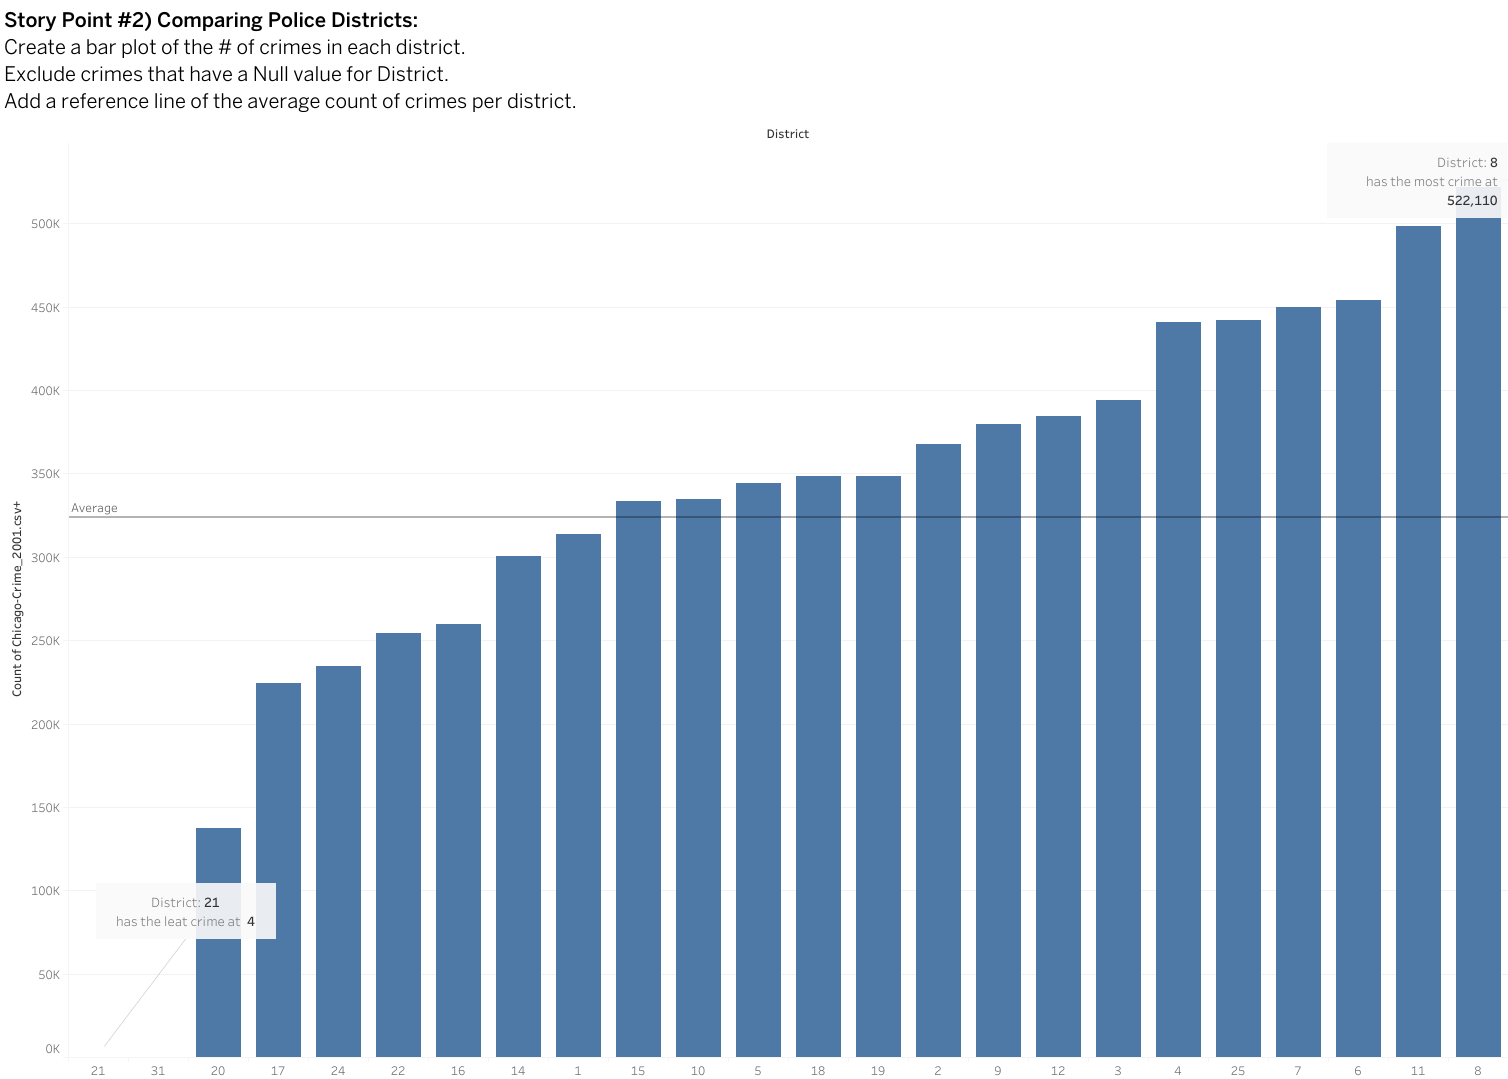 Story Point #2) Comparing Police Districts:
Create a bar plot of the # of crimes in each district.
Exclude crimes that have a Null value for District.
Add a reference line of the average count of crimes per district.
District
District: 8
has the most crime at
522,110
500K
450K
400K
350K
Average
300K
250K
200K
150K
100K
50K
0K
Count of Chicago-Crime_2001.csv+
District: 21
has the leat crime at 4
21 31 20 17 24 22 16 14 1 15 10 5 18 19 2 9 12 3 4 25 7 6 11 8